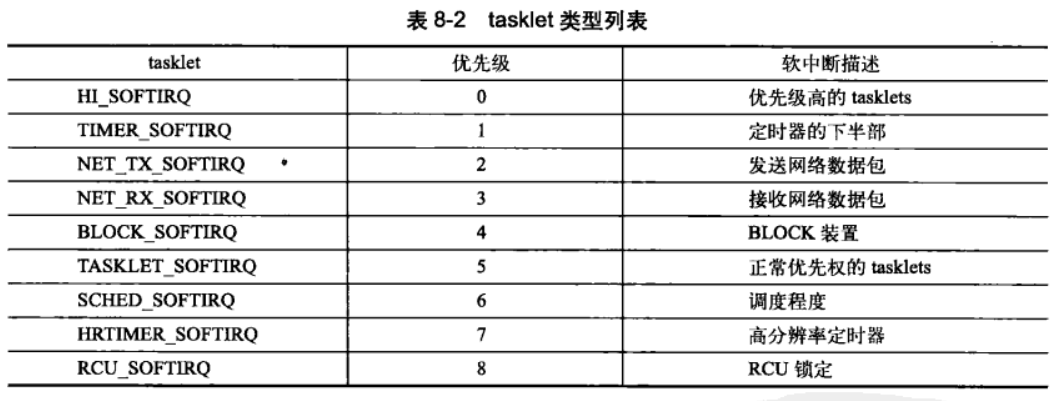 表 8-2 tasklet 类型列表
tasklet 优先级 软中断描述
HI_SOFTIRQ 0 优先级高的 tasklets
TIMER_SOFTIRQ 1 定时器的下半部
NET_TX_SOFTIRQ 2 发送网络数据包
NET_RX_SOFTIRQ 3 接收网络数据包
BLOCK_SOFTIRQ 4 BLOCK 装置
TASKLET_SOFTIRQ 5 正常优先权的 tasklets
SCHED_SOFTIRQ 6 调度程度
HRTIMER_SOFTIRQ 7 高分辨率定时器
RCU_SOFTIRQ 8 RCU 锁定